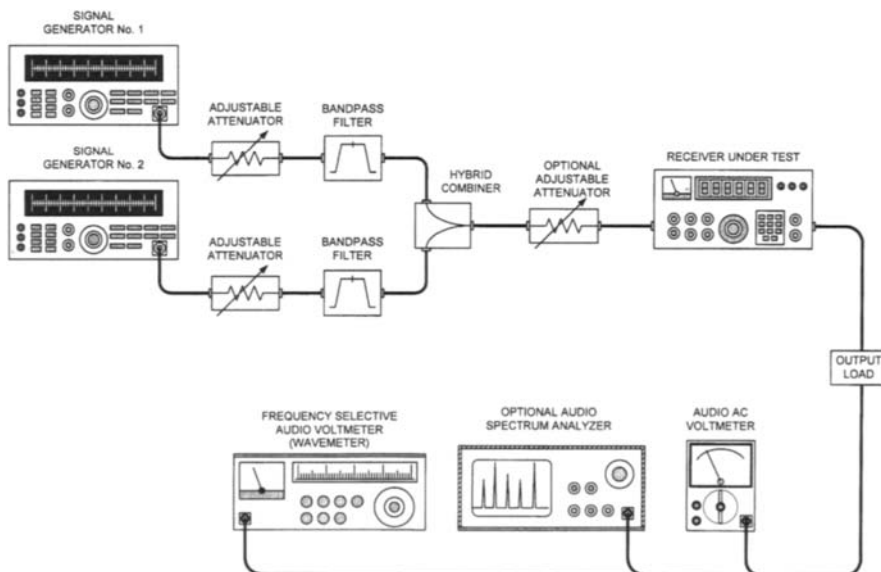 SIGNAL
GENERATOR No. 1
ADJUSTABLE
ATTENUATOR
BANDPASS
FILTER
SIGNAL
GENERATOR No. 2
HYBRID
COMBINER
OPTIONAL
ADJUSTABLE
ATTENUATOR
RECEIVER UNDER TEST
ADJUSTABLE
ATTENUATOR
BANDPASS
FILTER
OUTPUT
LOAD
FREQUENCY SELECTIVE
AUDIO VOLTMETER
(WAVEMETER)
OPTIONAL AUDIO
SPECTRUM ANALYZER
AUDIO AC
VOLTMETER